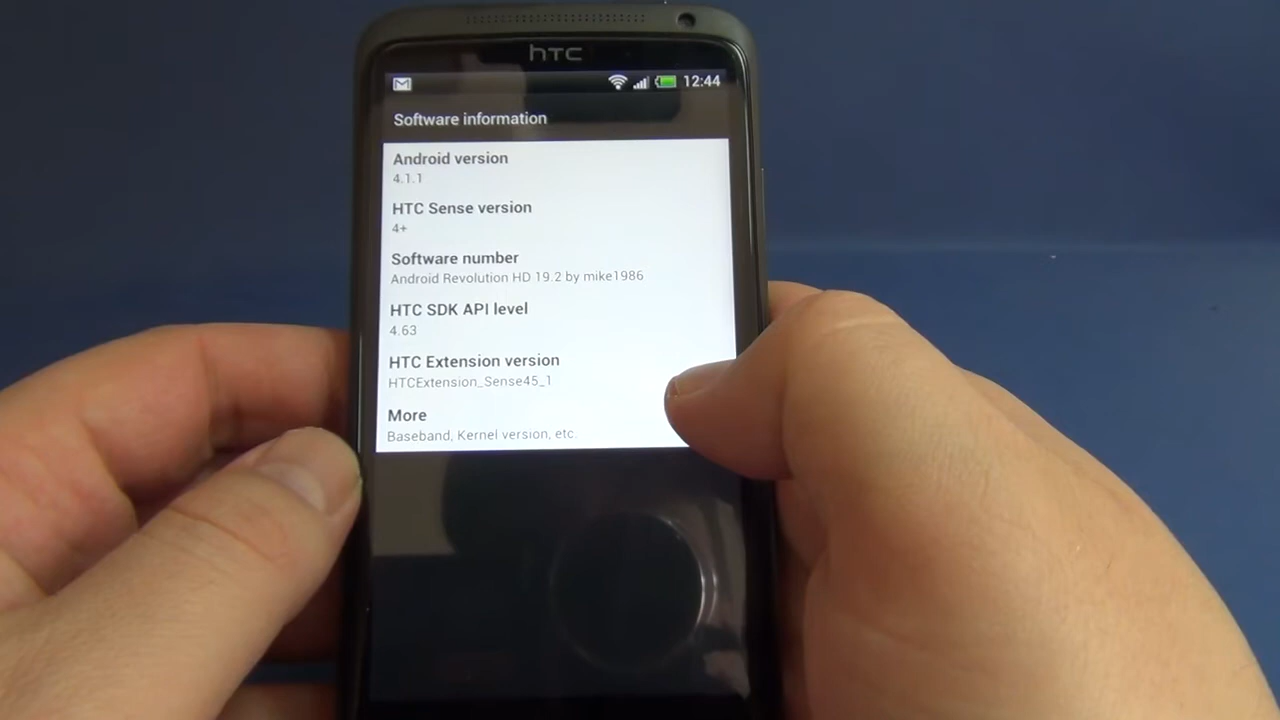 hTC
12:44
Software information
Android version
4.1.1
HTC Sense version
4+
Software number
Android Revolution HD 19.2 by mike1986
HTC SDK API level
4.63
HTC Extension version
HTCExtension_Sense45_1
More
Baseband, Kernel version, etc.